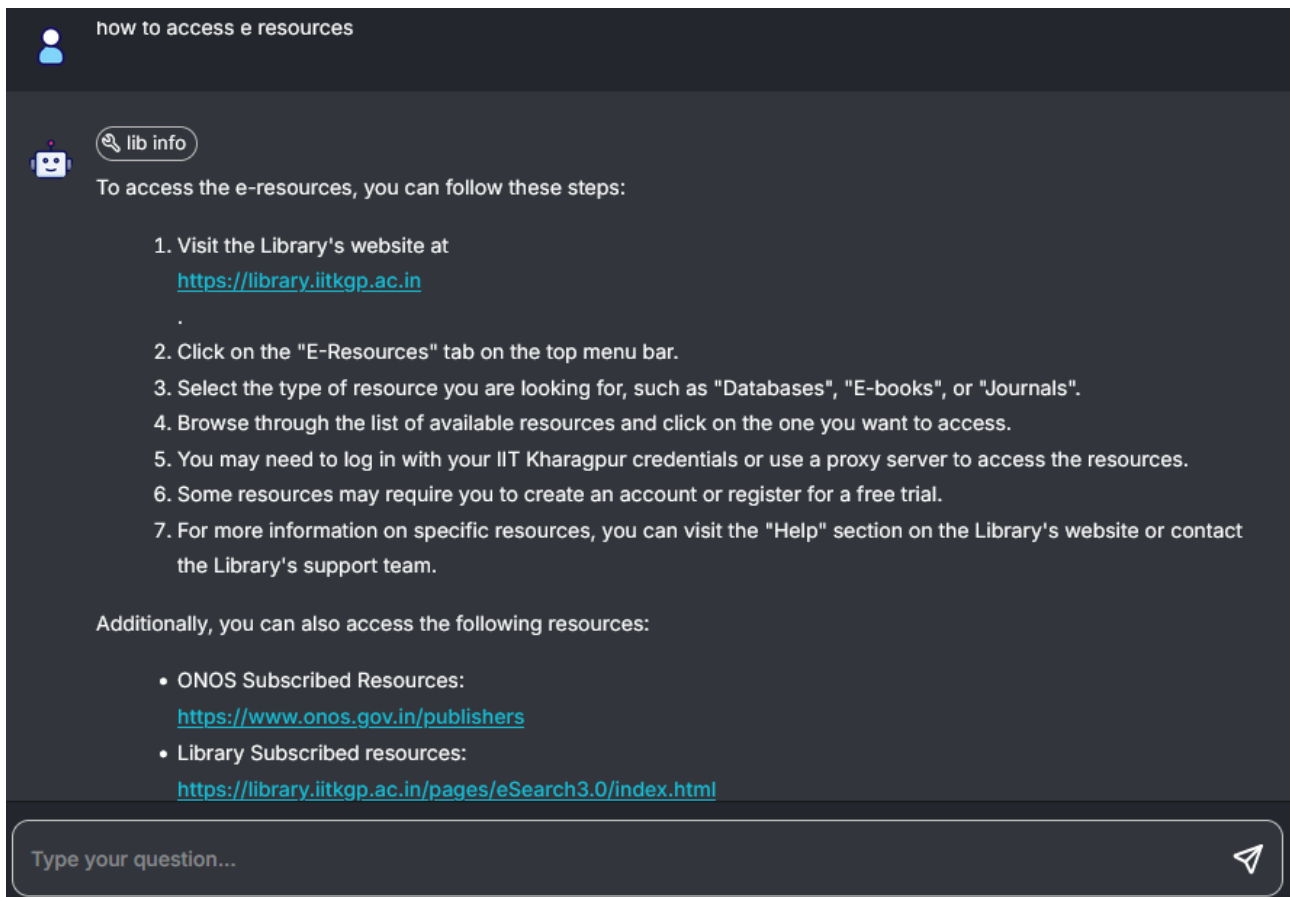 how to access e resources
lib info
To access the e-resources, you can follow these steps:
1. Visit the Library's website at
https://library.iitkgp.ac.in
.
2. Click on the "E-Resources" tab on the top menu bar.
3. Select the type of resource you are looking for, such as "Databases", "E-books", or "Journals".
4. Browse through the list of available resources and click on the one you want to access.
5. You may need to log in with your IIT Kharagpur credentials or use a proxy server to access the resources.
6. Some resources may require you to create an account or register for a free trial.
7. For more information on specific resources, you can visit the "Help" section on the Library's website or contact
the Library's support team.
Additionally, you can also access the following resources:
• ONOS Subscribed Resources:
https://www.onos.gov.in/publishers
• Library Subscribed resources:
https://library.iitkgp.ac.in/pages/eSearch3.0/index.html
Type your question...